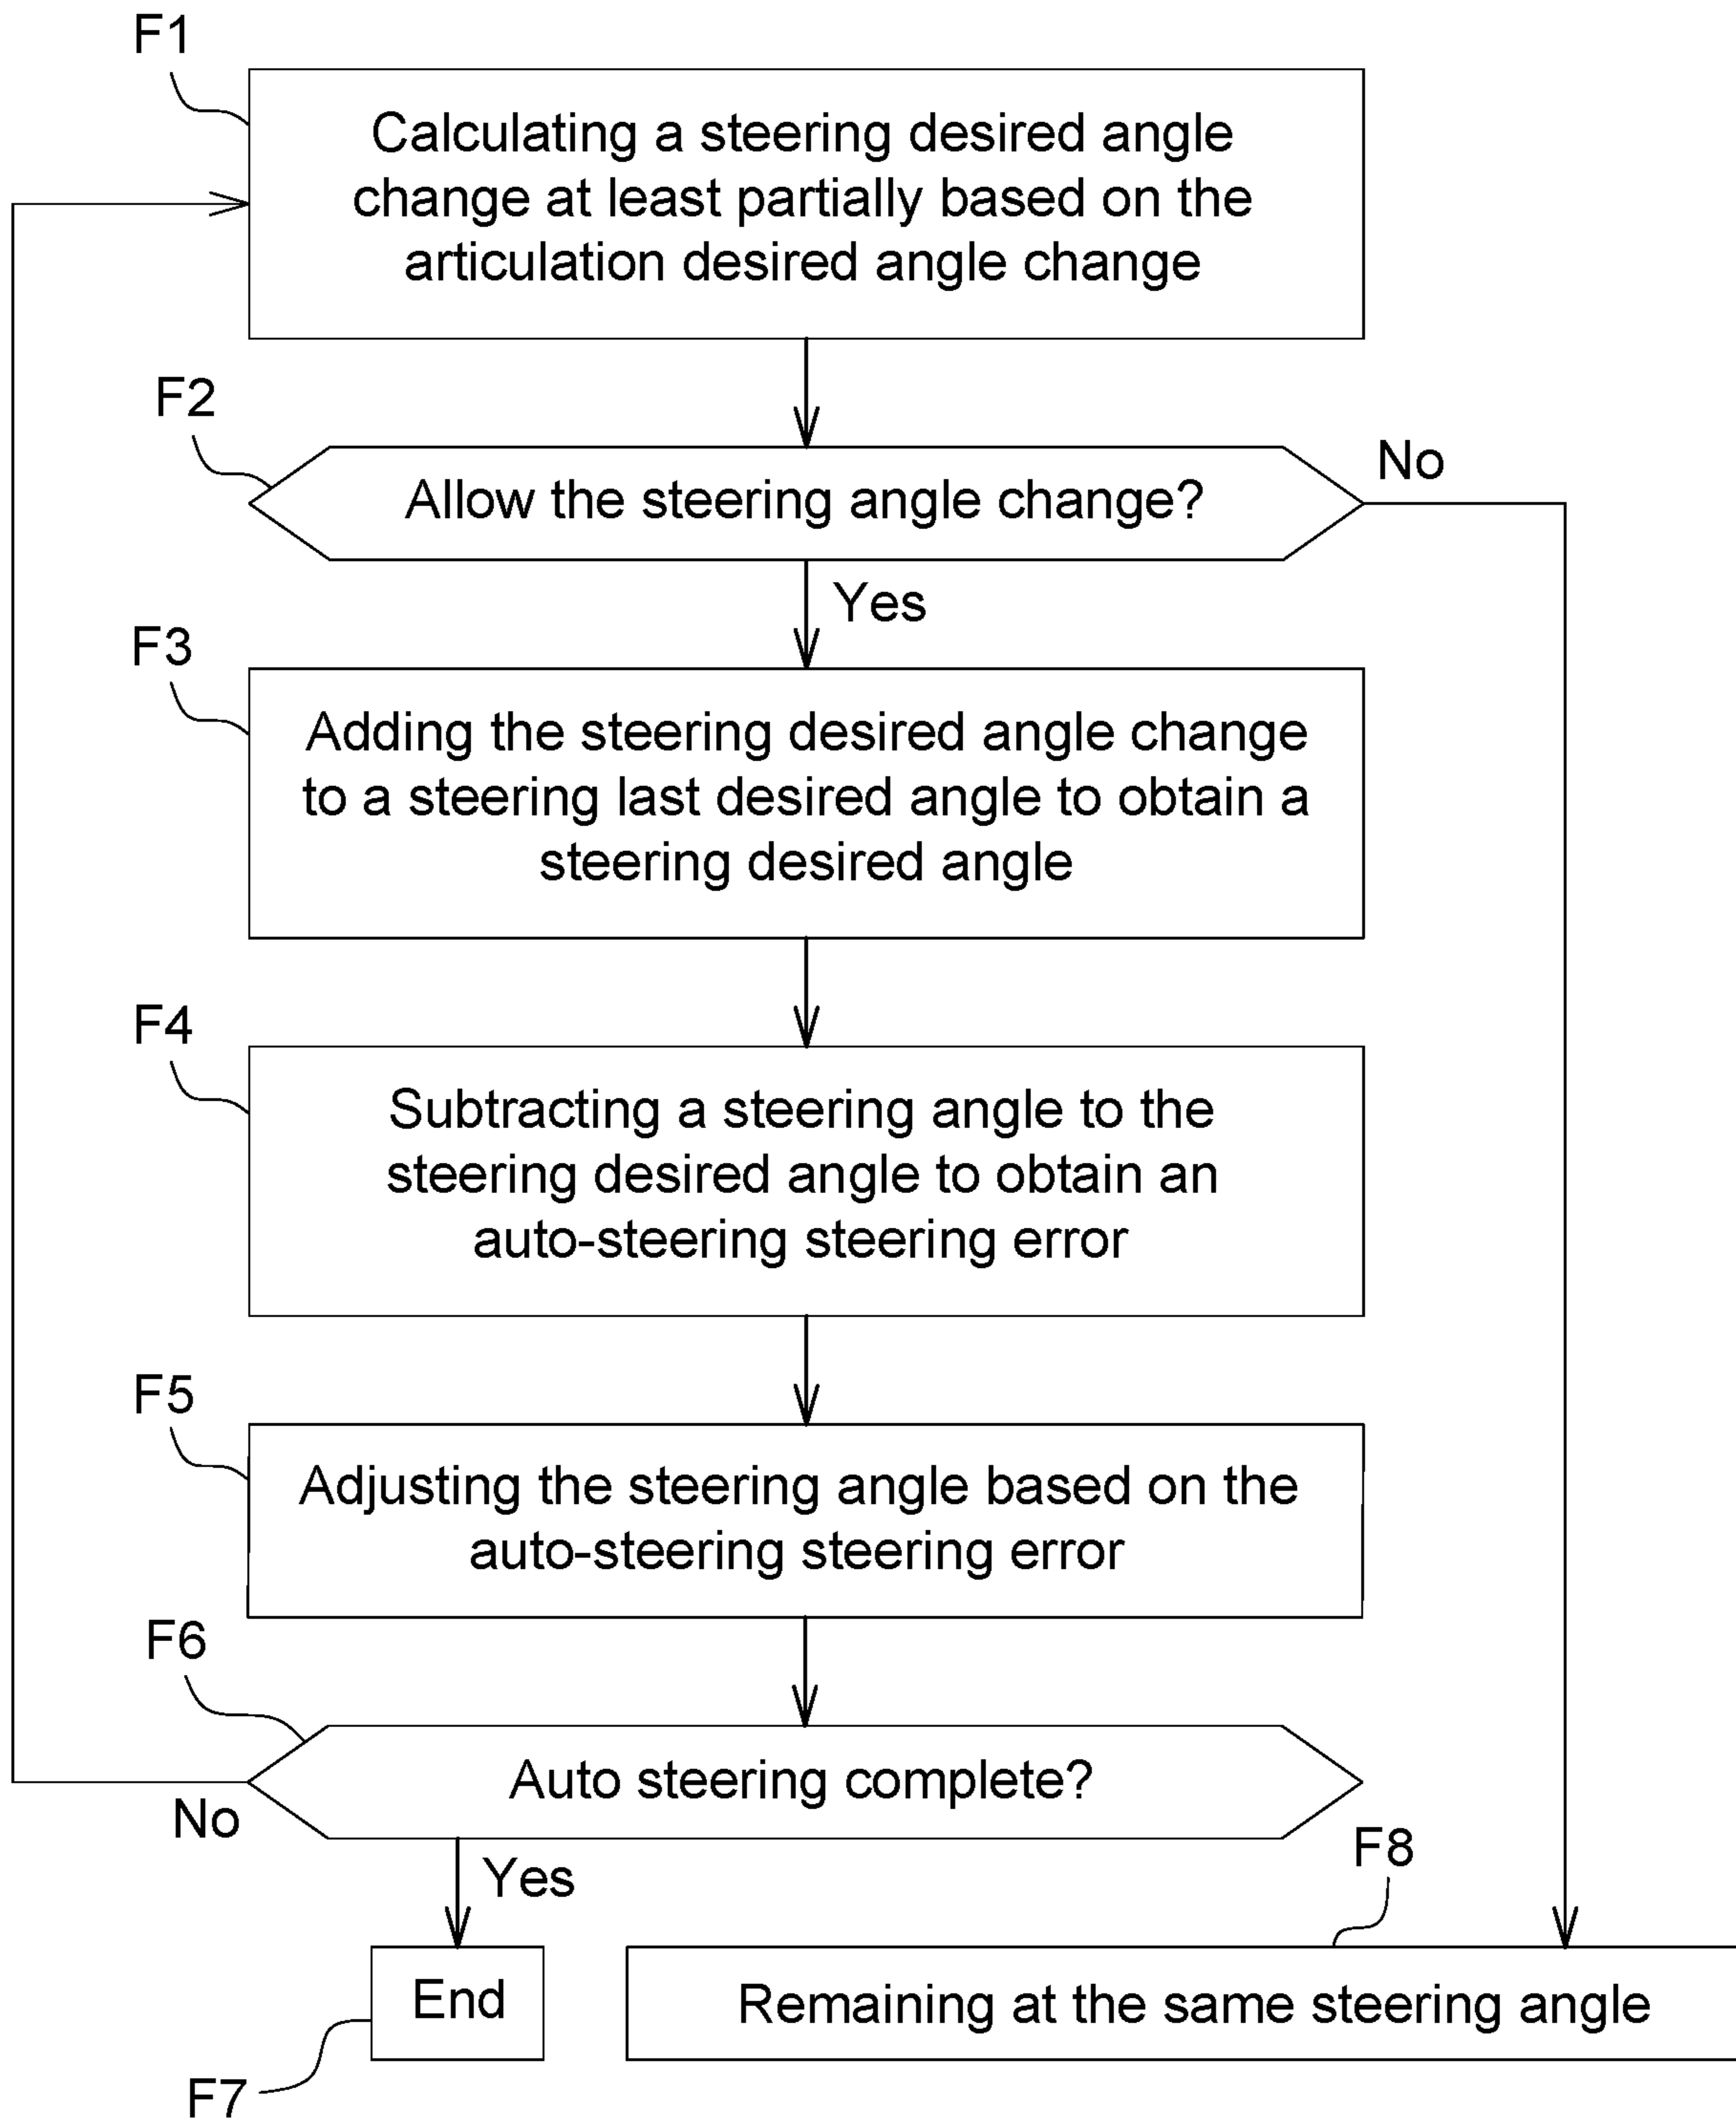 F1
Calculating a steering desired angle
change at least partially based on the
articulation desired angle change
F2
Allow the steering angle change?
No
Yes
F3
Adding the steering desired angle change
to a steering last desired angle to obtain a
steering desired angle
F4
Subtracting a steering angle to the
steering desired angle to obtain an
auto-steering steering error
F5
Adjusting the steering angle based on the
auto-steering steering error
F6
Auto steering complete?
No
Yes
F8
End
Remaining at the same steering angle
F7